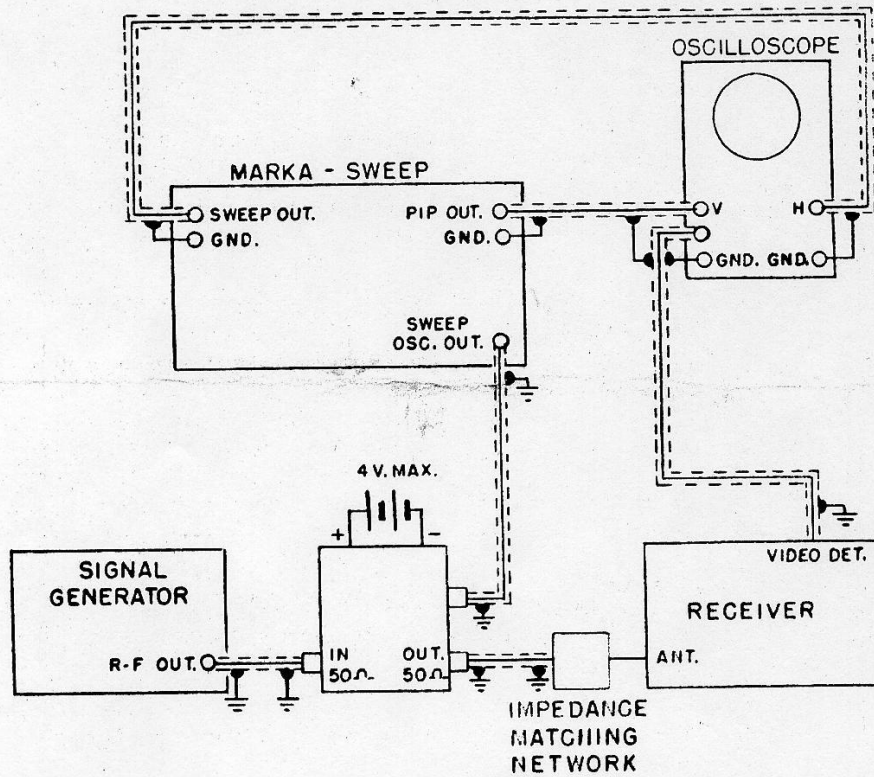 OSCILLOSCOPE
MARKA - SWEEP
SWEEP OUT.
PIP OUT.
V
H
GND.
GND.
GND.
GND.
SWEEP
OSC. OUT.
4 V. MAX.
+
-
SIGNAL
GENERATOR
VIDEO DET.
RECEIVER
R-F OUT.
IN
50Ω
OUT.
50Ω
ANT.
IMPEDANCE
MATCHING
NETWORK